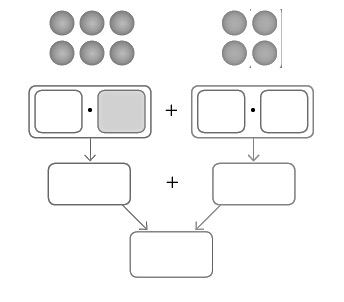 · + ·
+